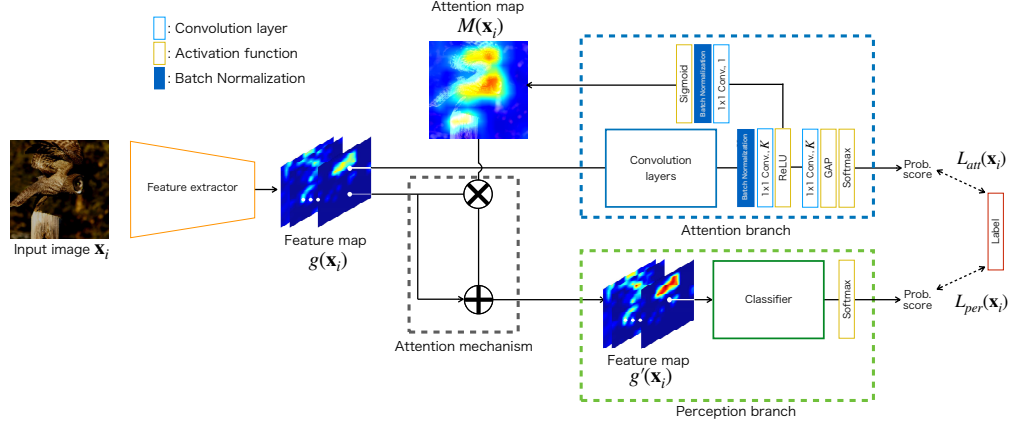 Attention map
M(𝐱ᵢ)
: Convolution layer
: Activation function
: Batch Normalization
Sigmoid
Batch Normalization
1x1 Conv., 1
Feature extractor
Convolution
layers
Batch Normalization
1x1 Conv., K
ReLU
1x1 Conv., K
GAP
Softmax
Prob.
score
L_att(𝐱ᵢ)
Label
Attention branch
Input image 𝐱ᵢ
...
Feature map
g(𝐱ᵢ)
Attention mechanism
...
Feature map
g′(𝐱ᵢ)
Classifier
Softmax
Prob.
score
L_per(𝐱ᵢ)
Perception branch